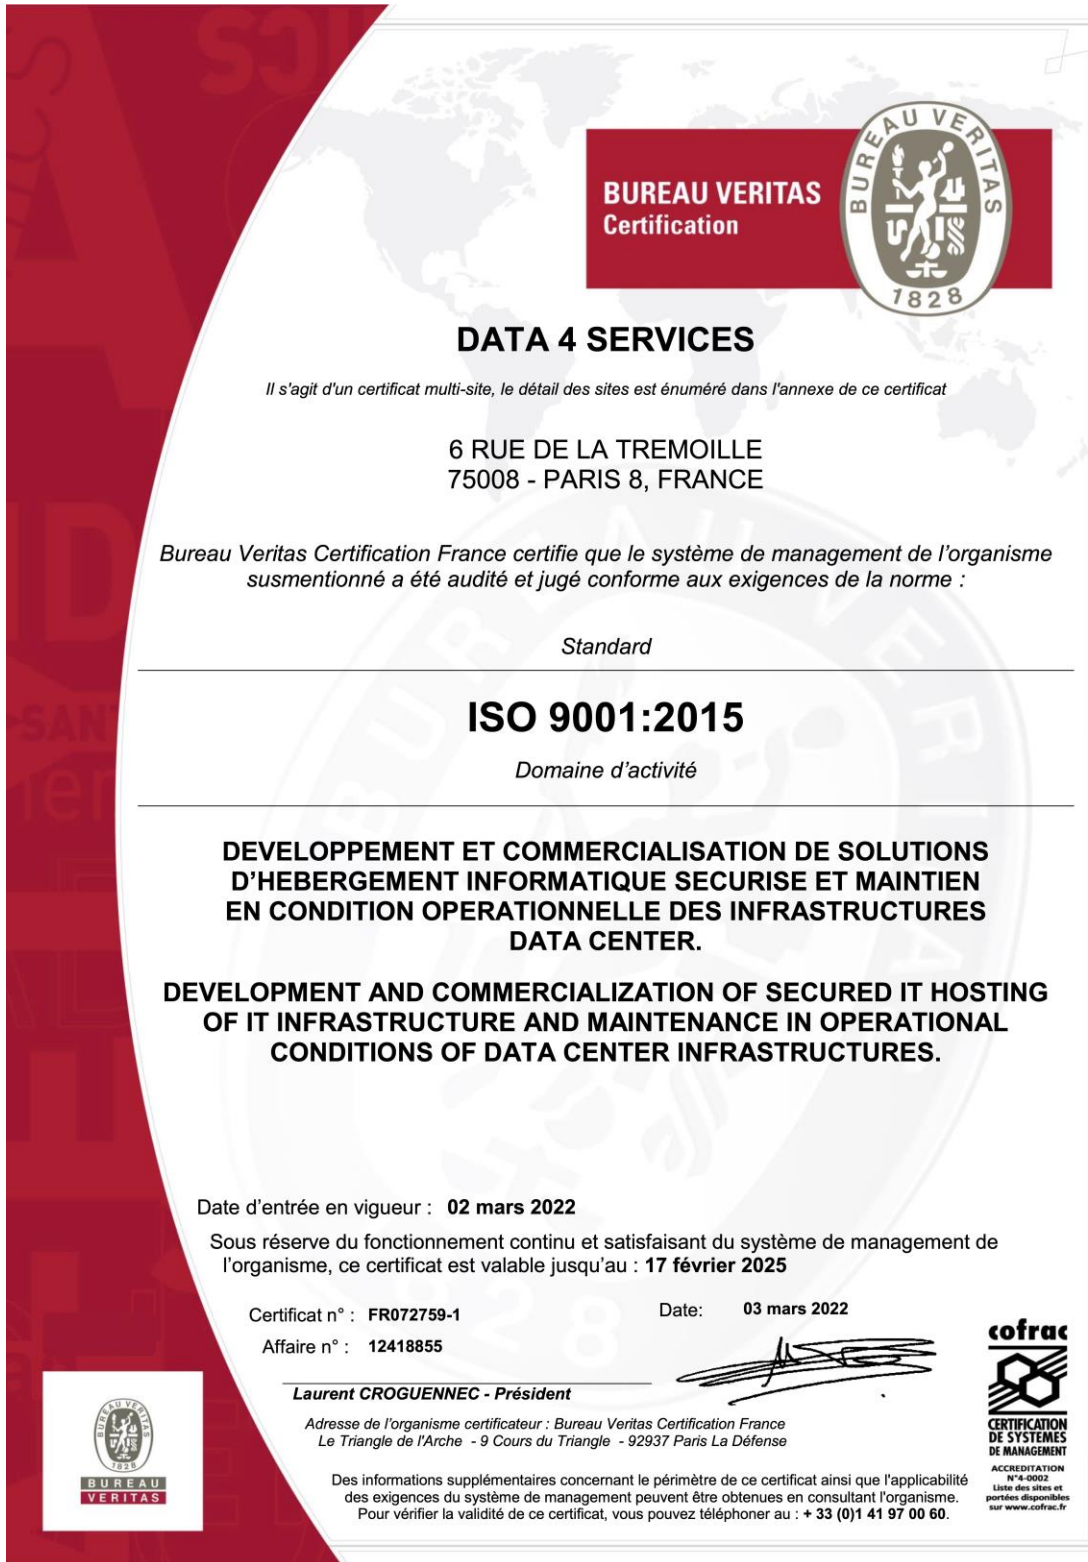 BUREAU VERITAS
Certification
BUREAU VERITAS
1828
DATA 4 SERVICES
Il s'agit d'un certificat multi-site, le détail des sites est énuméré dans l'annexe de ce certificat
6 RUE DE LA TREMOILLE
75008 - PARIS 8, FRANCE
Bureau Veritas Certification France certifie que le système de management de l’organisme
susmentionné a été audité et jugé conforme aux exigences de la norme :
Standard
ISO 9001:2015
Domaine d’activité
DEVELOPPEMENT ET COMMERCIALISATION DE SOLUTIONS
D’HEBERGEMENT INFORMATIQUE SECURISE ET MAINTIEN
EN CONDITION OPERATIONNELLE DES INFRASTRUCTURES
DATA CENTER.
DEVELOPMENT AND COMMERCIALIZATION OF SECURED IT HOSTING
OF IT INFRASTRUCTURE AND MAINTENANCE IN OPERATIONAL
CONDITIONS OF DATA CENTER INFRASTRUCTURES.
Date d’entrée en vigueur : 02 mars 2022
Sous réserve du fonctionnement continu et satisfaisant du système de management de
l’organisme, ce certificat est valable jusqu’au : 17 février 2025
Certificat n° : FR072759-1
Date: 03 mars 2022
Affaire n° : 12418855
Laurent CROGUENNEC - Président
Adresse de l’organisme certificateur : Bureau Veritas Certification France
Le Triangle de l'Arche - 9 Cours du Triangle - 92937 Paris La Défense
Des informations supplémentaires concernant le périmètre de ce certificat ainsi que l'applicabilité
des exigences du système de management peuvent être obtenues en consultant l'organisme.
Pour vérifier la validité de ce certificat, vous pouvez téléphoner au : + 33 (0)1 41 97 00 60.
BUREAU VERITAS
1828
BUREAU
VERITAS
cofrac
CERTIFICATION
DE SYSTEMES
DE MANAGEMENT
ACCREDITATION
N°4-0002
Liste des sites et
portées disponibles
sur www.cofrac.fr